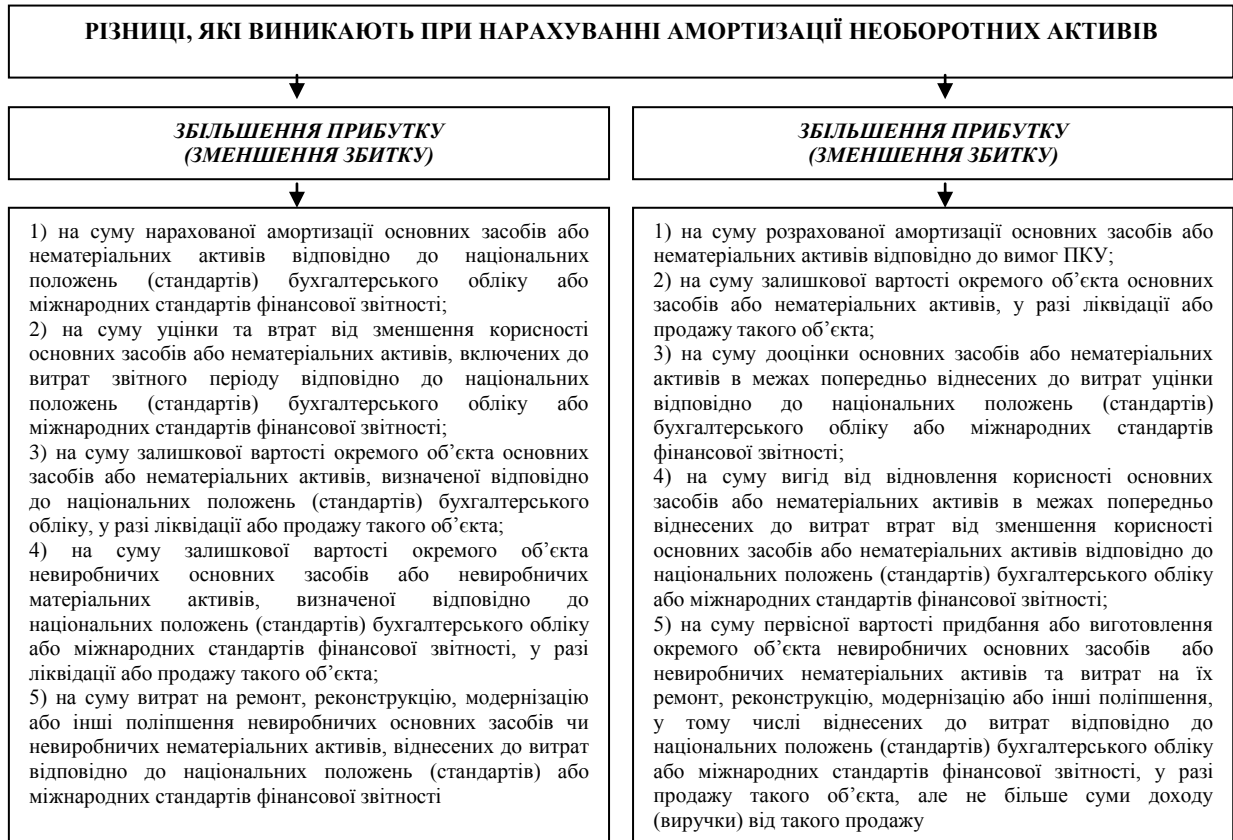 РІЗНИЦІ, ЯКІ ВИНИКАЮТЬ ПРИ НАРАХУВАННІ АМОРТИЗАЦІЇ НЕОБОРОТНИХ АКТИВІВ
ЗБІЛЬШЕННЯ ПРИБУТКУ
(ЗМЕНШЕННЯ ЗБИТКУ)
1) на суму нарахованої амортизації основних засобів або
нематеріальних активів відповідно до національних
положень (стандартів) бухгалтерського обліку або
міжнародних стандартів фінансової звітності;
2) на суму уцінки та втрат від зменшення корисності
основних засобів або нематеріальних активів, включених до
витрат звітного періоду відповідно до національних
положень (стандартів) бухгалтерського обліку або
міжнародних стандартів фінансової звітності;
3) на суму залишкової вартості окремого об’єкта основних
засобів або нематеріальних активів, визначеної відповідно
до національних положень (стандартів) бухгалтерського
обліку, у разі ліквідації або продажу такого об’єкта;
4) на суму залишкової вартості окремого об’єкта
невиробничих основних засобів або невиробничих
матеріальних активів, визначеної відповідно до
національних положень (стандартів) бухгалтерського обліку
або міжнародних стандартів фінансової звітності, у разі
ліквідації або продажу такого об’єкта;
5) на суму витрат на ремонт, реконструкцію, модернізацію
або інші поліпшення невиробничих основних засобів чи
невиробничих нематеріальних активів, віднесених до витрат
відповідно до національних положень (стандартів) або
міжнародних стандартів фінансової звітності
ЗБІЛЬШЕННЯ ПРИБУТКУ
(ЗМЕНШЕННЯ ЗБИТКУ)
1) на суму розрахованої амортизації основних засобів або
нематеріальних активів відповідно до вимог ПКУ;
2) на суму залишкової вартості окремого об’єкта основних
засобів або нематеріальних активів, у разі ліквідації або
продажу такого об’єкта;
3) на суму дооцінки основних засобів або нематеріальних
активів в межах попередньо віднесених до витрат уцінки
відповідно до національних положень (стандартів)
бухгалтерського обліку або міжнародних стандартів
фінансової звітності;
4) на суму вигід від відновлення корисності основних
засобів або нематеріальних активів в межах попередньо
віднесених до витрат втрат від зменшення корисності
основних засобів або нематеріальних активів відповідно до
національних положень (стандартів) бухгалтерського обліку
або міжнародних стандартів фінансової звітності;
5) на суму первісної вартості придбання або виготовлення
окремого об’єкта невиробничих основних засобів або
невиробничих нематеріальних активів та витрат на їх
ремонт, реконструкцію, модернізацію або інші поліпшення,
у тому числі віднесених до витрат відповідно до
національних положень (стандартів) бухгалтерського обліку
або міжнародних стандартів фінансової звітності, у разі
продажу такого об’єкта, але не більше суми доходу
(виручки) від такого продажу